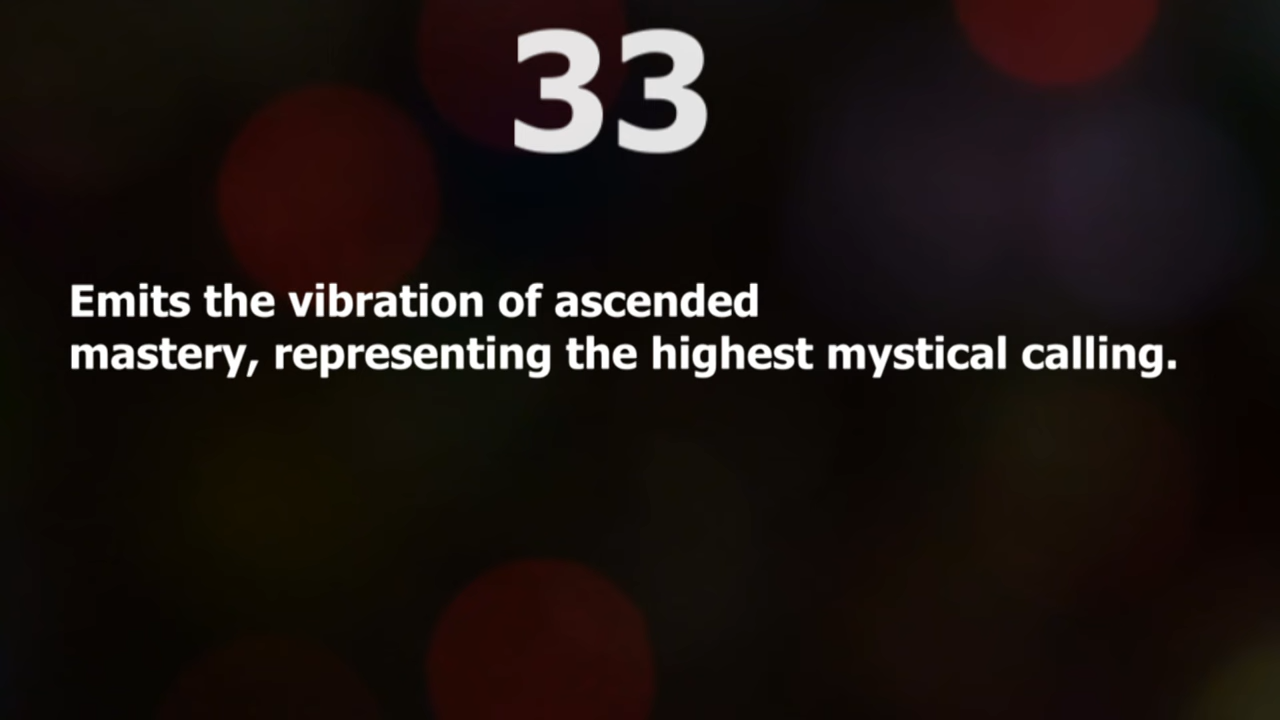 33
Emits the vibration of ascended
mastery, representing the highest mystical calling.